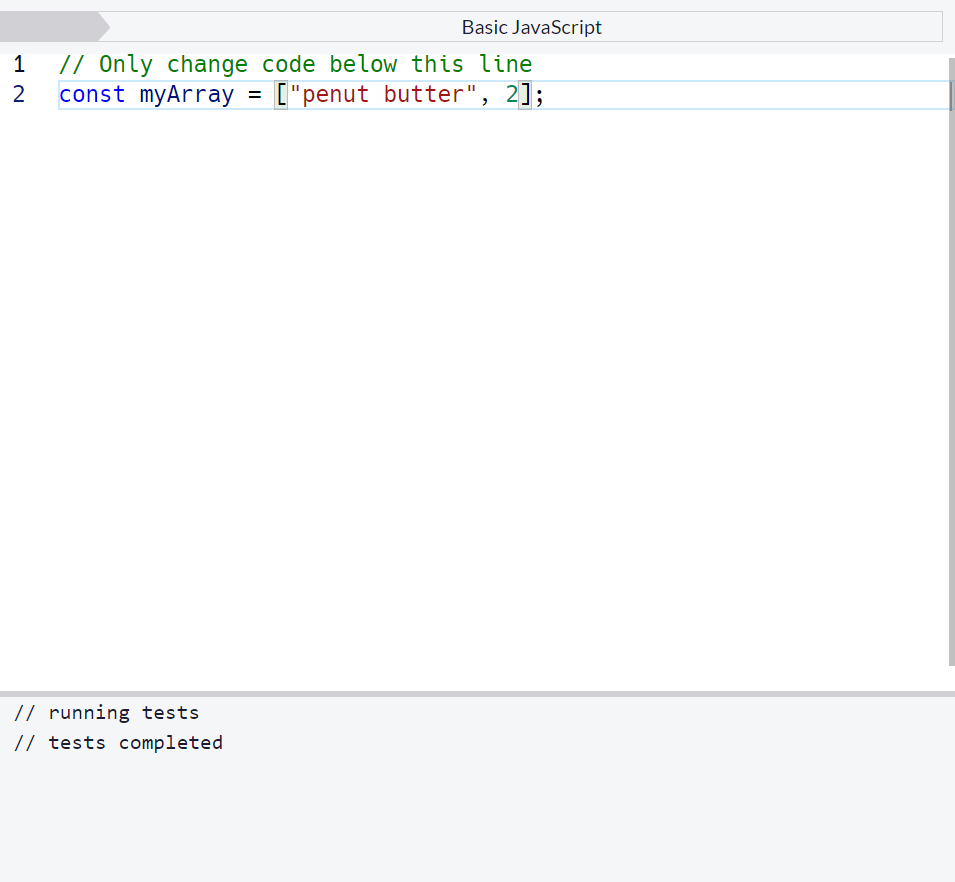 Basic JavaScript
1 // Only change code below this line
2 const myArray = ["penut butter", 2];
// running tests
// tests completed